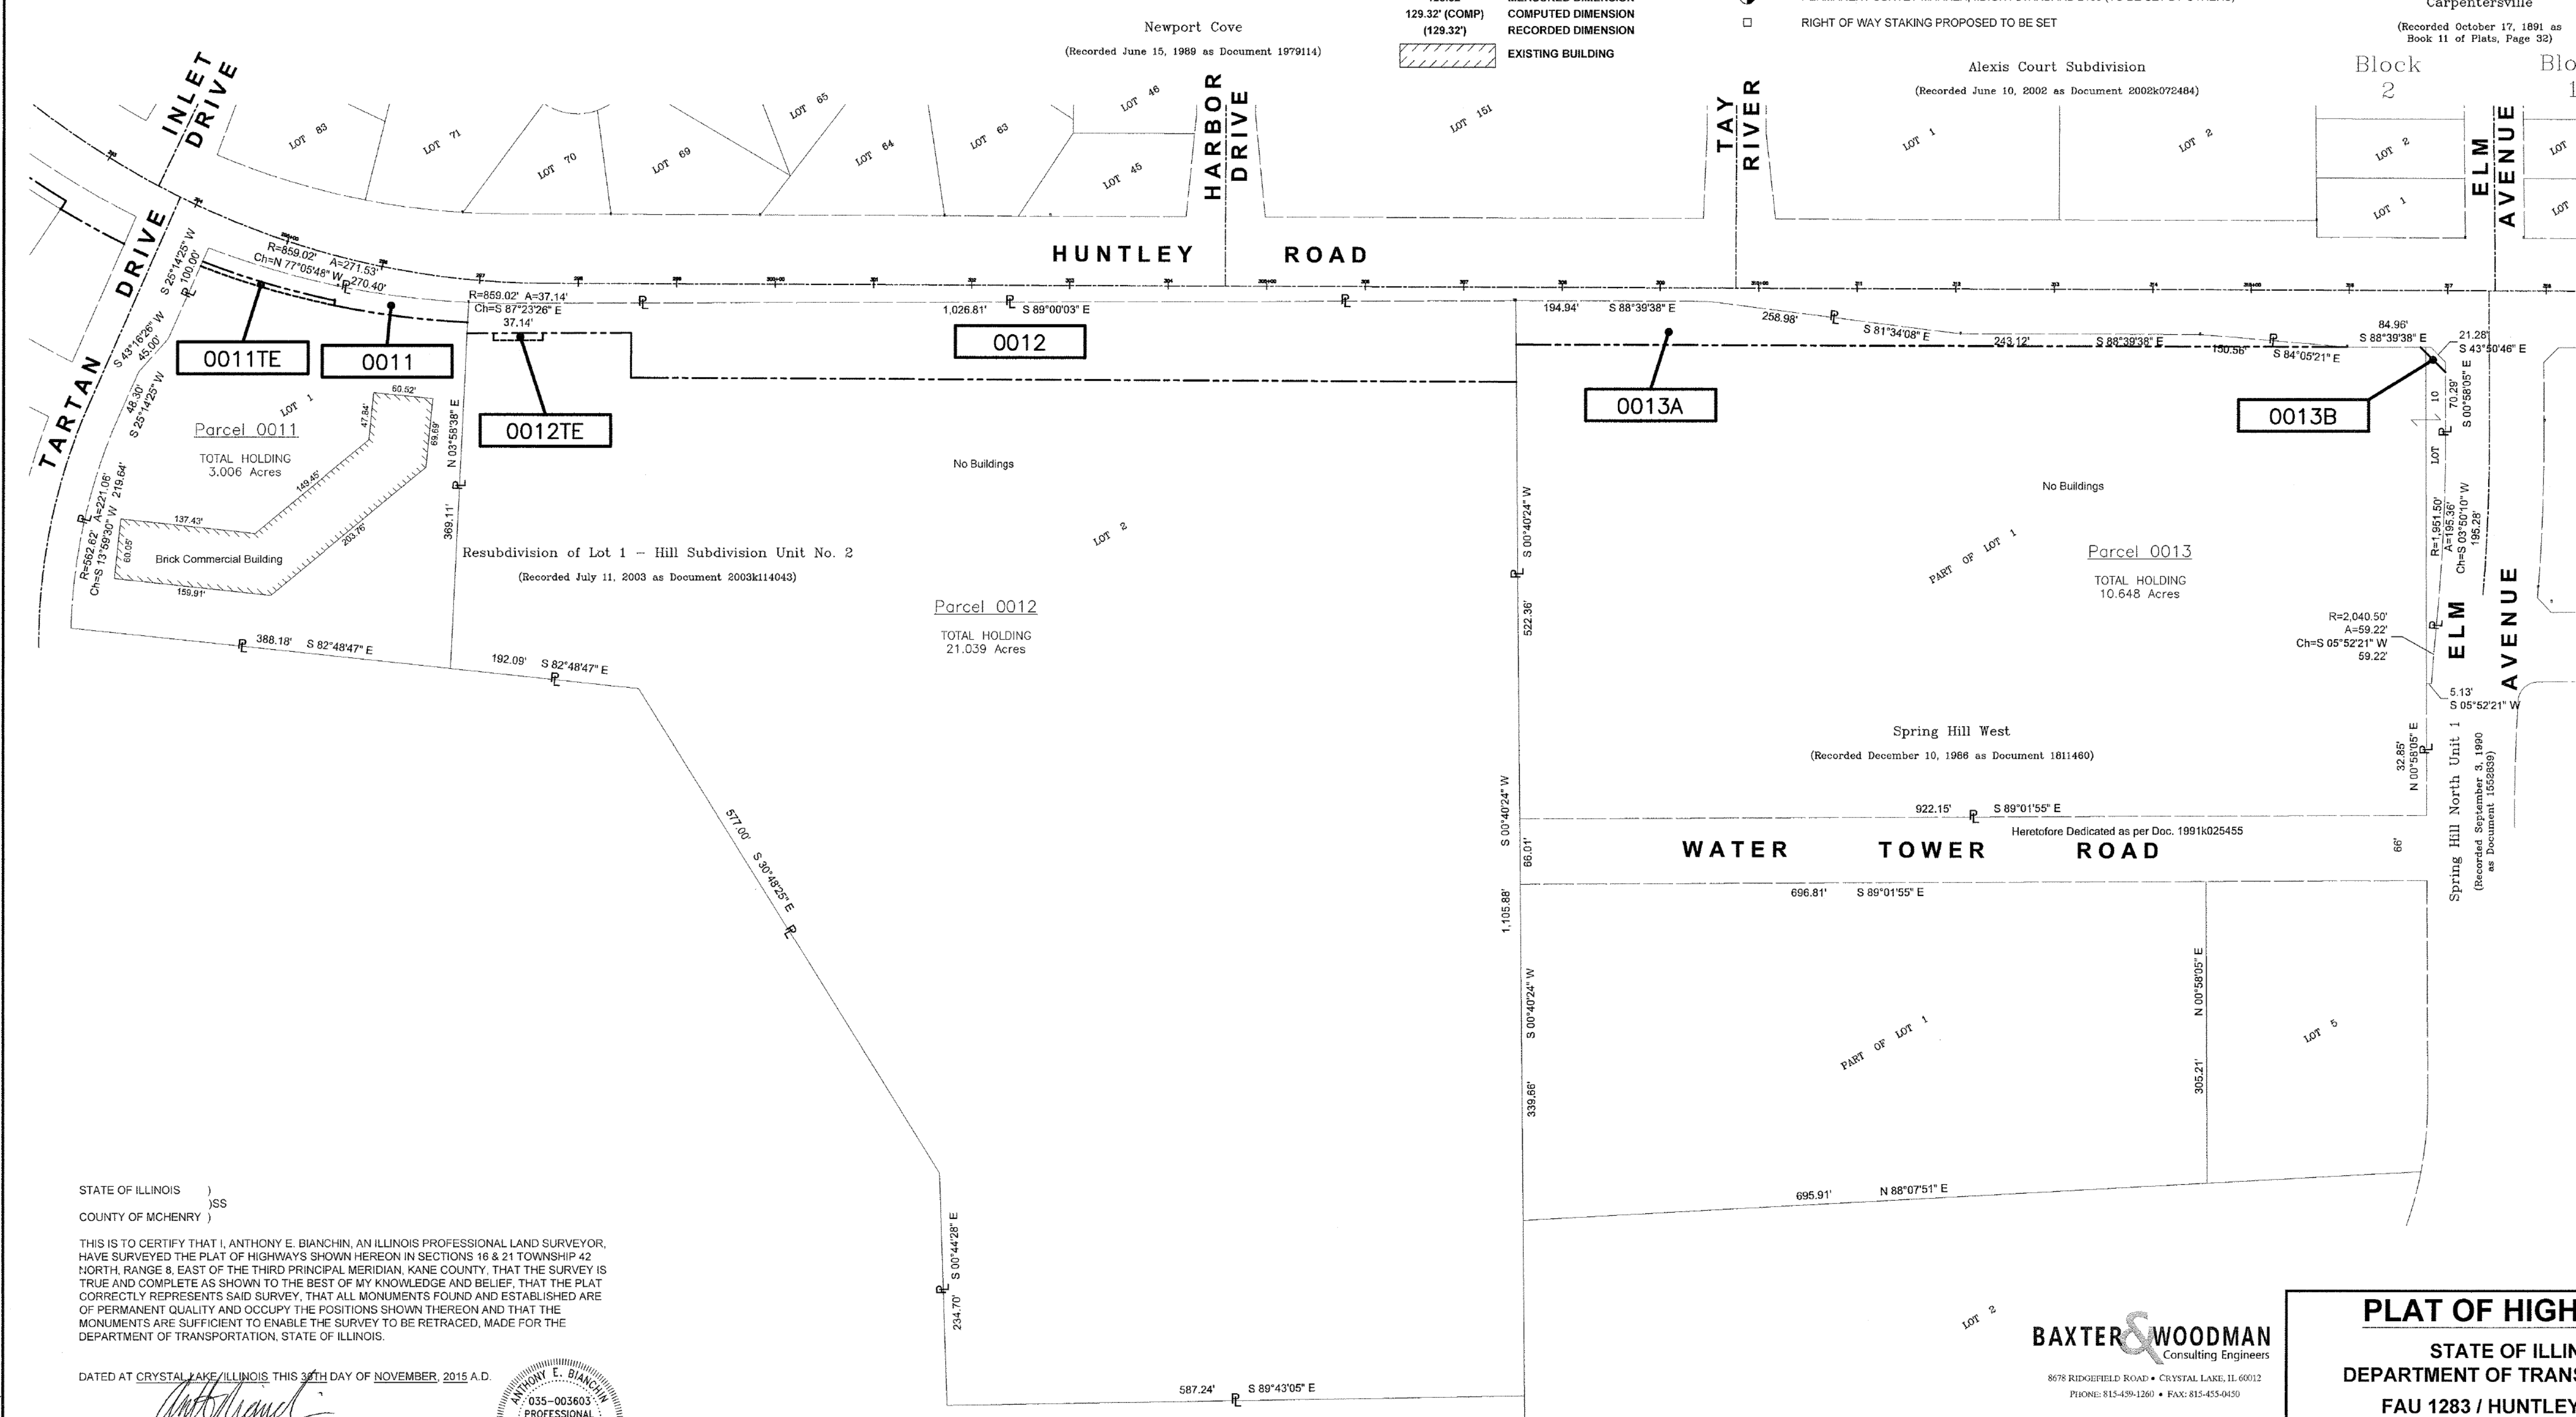 Newport Cove
(Recorded June 15, 1989 as Document 1979114)
129.32' (COMP) COMPUTED DIMENSION
(129.32') RECORDED DIMENSION
EXISTING BUILDING
RIGHT OF WAY STAKING PROPOSED TO BE SET
Carpentersville
(Recorded October 17, 1891 as
Book 11 of Plats, Page 32)
Alexis Court Subdivision
(Recorded June 10, 2002 as Document 2002k072484)
Block
2
Blo
1
INLET
DRIVE
LOT 83
LOT 71
LOT 70
LOT 69
LOT 65
LOT 64
LOT 63
LOT 46
LOT 45
HARBOR
DRIVE
LOT 151
TAY
RIVER
LOT 1
LOT 2
LOT 2
LOT 1
ELM
AVENUE
LOT
LOT
HUNTLEY ROAD
TARTAN DRIVE
S 25°14'25" W
100.00'
R=859.02' A=271.53'
Ch=N 77°05'48" W
270.40'
R=859.02' A=37.14'
Ch=S 87°23'26" E
37.14'
1,026.81' S 89°00'03" E
194.94' S 88°39'38" E
258.98' S 81°34'08" E
243.12' S 88°39'38" E
150.56' S 84°05'21" E
84.96'
S 88°39'38" E
21.28'
S 43°50'46" E
0011TE
0011
0012
0012TE
0013A
0013B
S 43°16'26" W
45.00'
48.30'
S 25°14'25" W
LOT 1
Parcel 0011
TOTAL HOLDING
3.006 Acres
60.52'
47.84'
69.69'
149.45'
203.76'
137.43'
60.05'
159.91'
Brick Commercial Building
R=562.62' A=221.06'
Ch=S 13°59'30" W 219.64'
N 03°58'38" E
369.11'
388.18' S 82°48'47" E
192.09' S 82°48'47" E
No Buildings
LOT 2
Resubdivision of Lot 1 - Hill Subdivision Unit No. 2
(Recorded July 11, 2003 as Document 2003k114043)
Parcel 0012
TOTAL HOLDING
21.039 Acres
577.00' S 30°48'25" E
S 00°44'28" E
234.70'
587.24' S 89°43'05" E
S 00°40'24" W
522.36'
S 00°40'24" W
1,105.88'
66.01'
S 00°40'24" W
339.66'
No Buildings
PART OF LOT 1
Parcel 0013
TOTAL HOLDING
10.648 Acres
LOT 10
70.29'
S 00°58'05" E
R=1,951.50'
A=195.36'
Ch=S 03°50'10" W
195.28'
R=2,040.50'
A=59.22'
Ch=S 05°52'21" W
59.22'
ELM AVENUE
5.13'
S 05°52'21" W
32.85'
N 00°58'05" E
Spring Hill West
(Recorded December 10, 1986 as Document 1811460)
Spring Hill North Unit 1
(Recorded September 3, 1990
as Document 1552839)
922.15' S 89°01'55" E
Heretofore Dedicated as per Doc. 1991k025455
WATER TOWER ROAD
66'
696.81' S 89°01'55" E
N 00°58'05" E
305.21'
PART OF LOT 1
LOT 5
695.91' N 88°07'51" E
LOT 2
STATE OF ILLINOIS )
)SS
COUNTY OF MCHENRY )
THIS IS TO CERTIFY THAT I, ANTHONY E. BIANCHIN, AN ILLINOIS PROFESSIONAL LAND SURVEYOR,
HAVE SURVEYED THE PLAT OF HIGHWAYS SHOWN HEREON IN SECTIONS 16 & 21 TOWNSHIP 42
NORTH, RANGE 8, EAST OF THE THIRD PRINCIPAL MERIDIAN, KANE COUNTY, THAT THE SURVEY IS
TRUE AND COMPLETE AS SHOWN TO THE BEST OF MY KNOWLEDGE AND BELIEF, THAT THE PLAT
CORRECTLY REPRESENTS SAID SURVEY, THAT ALL MONUMENTS FOUND AND ESTABLISHED ARE
OF PERMANENT QUALITY AND OCCUPY THE POSITIONS SHOWN THEREON AND THAT THE
MONUMENTS ARE SUFFICIENT TO ENABLE THE SURVEY TO BE RETRACED, MADE FOR THE
DEPARTMENT OF TRANSPORTATION, STATE OF ILLINOIS.
DATED AT CRYSTAL LAKE, ILLINOIS THIS 30TH DAY OF NOVEMBER, 2015 A.D.
ANTHONY E. BIANCHIN
035-003603
PROFESSIONAL
BAXTER & WOODMAN
Consulting Engineers
8678 RIDGEFIELD ROAD • CRYSTAL LAKE, IL 60012
PHONE: 815-459-1260 • FAX: 815-455-0450
PLAT OF HIGH
STATE OF ILLIN
DEPARTMENT OF TRANS
FAU 1283 / HUNTLEY